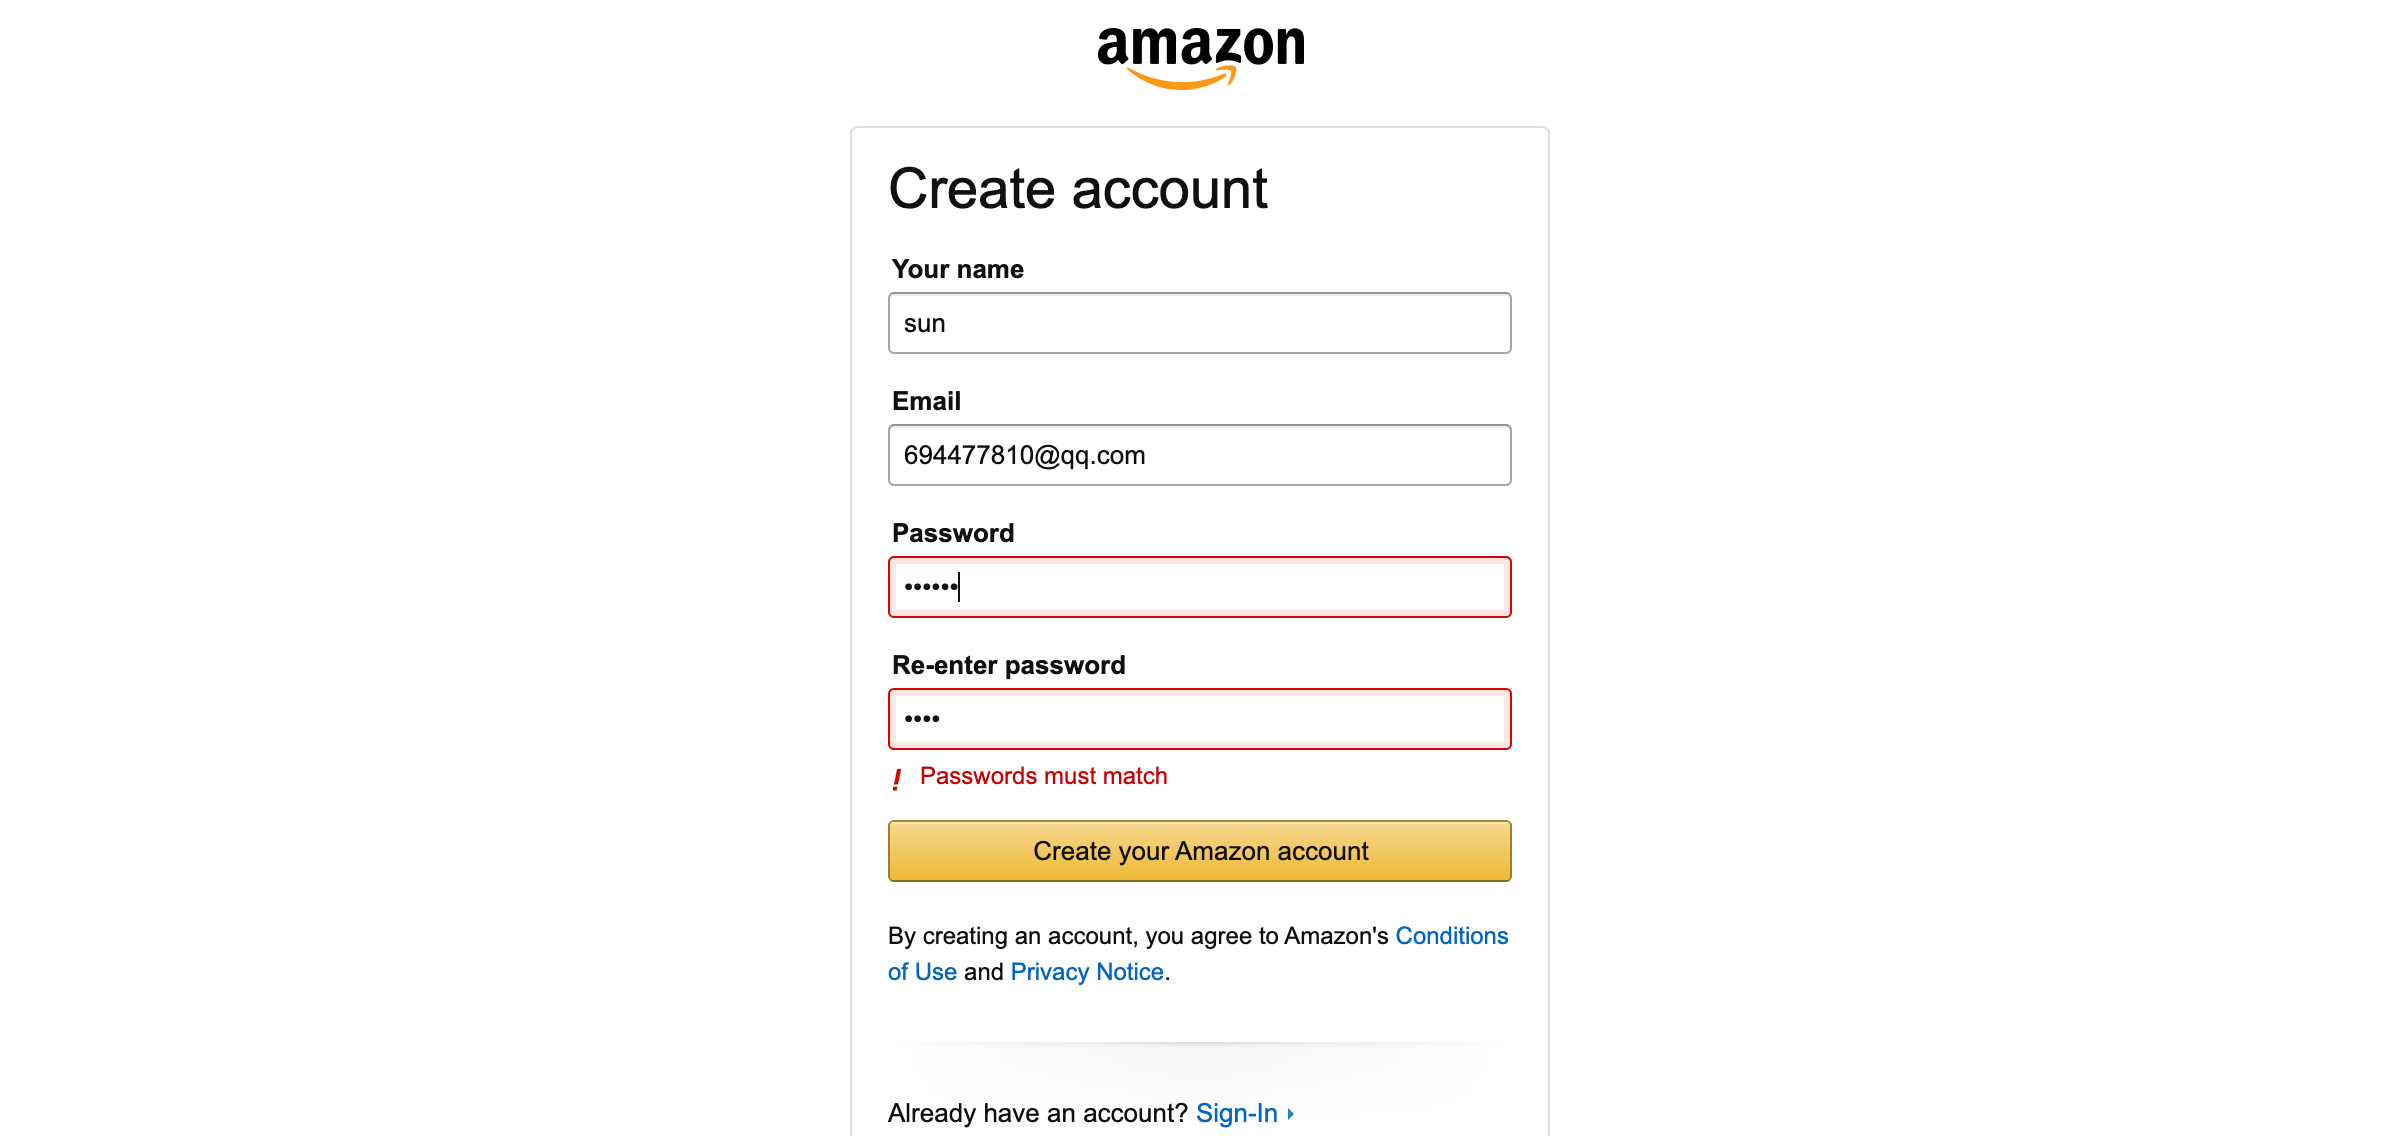 amazon
Create account
Your name
sun
Email
694477810@qq.com
Password
••••••
Re-enter password
••••
! Passwords must match
Create your Amazon account
By creating an account, you agree to Amazon's Conditions
of Use and Privacy Notice.
Already have an account? Sign-In